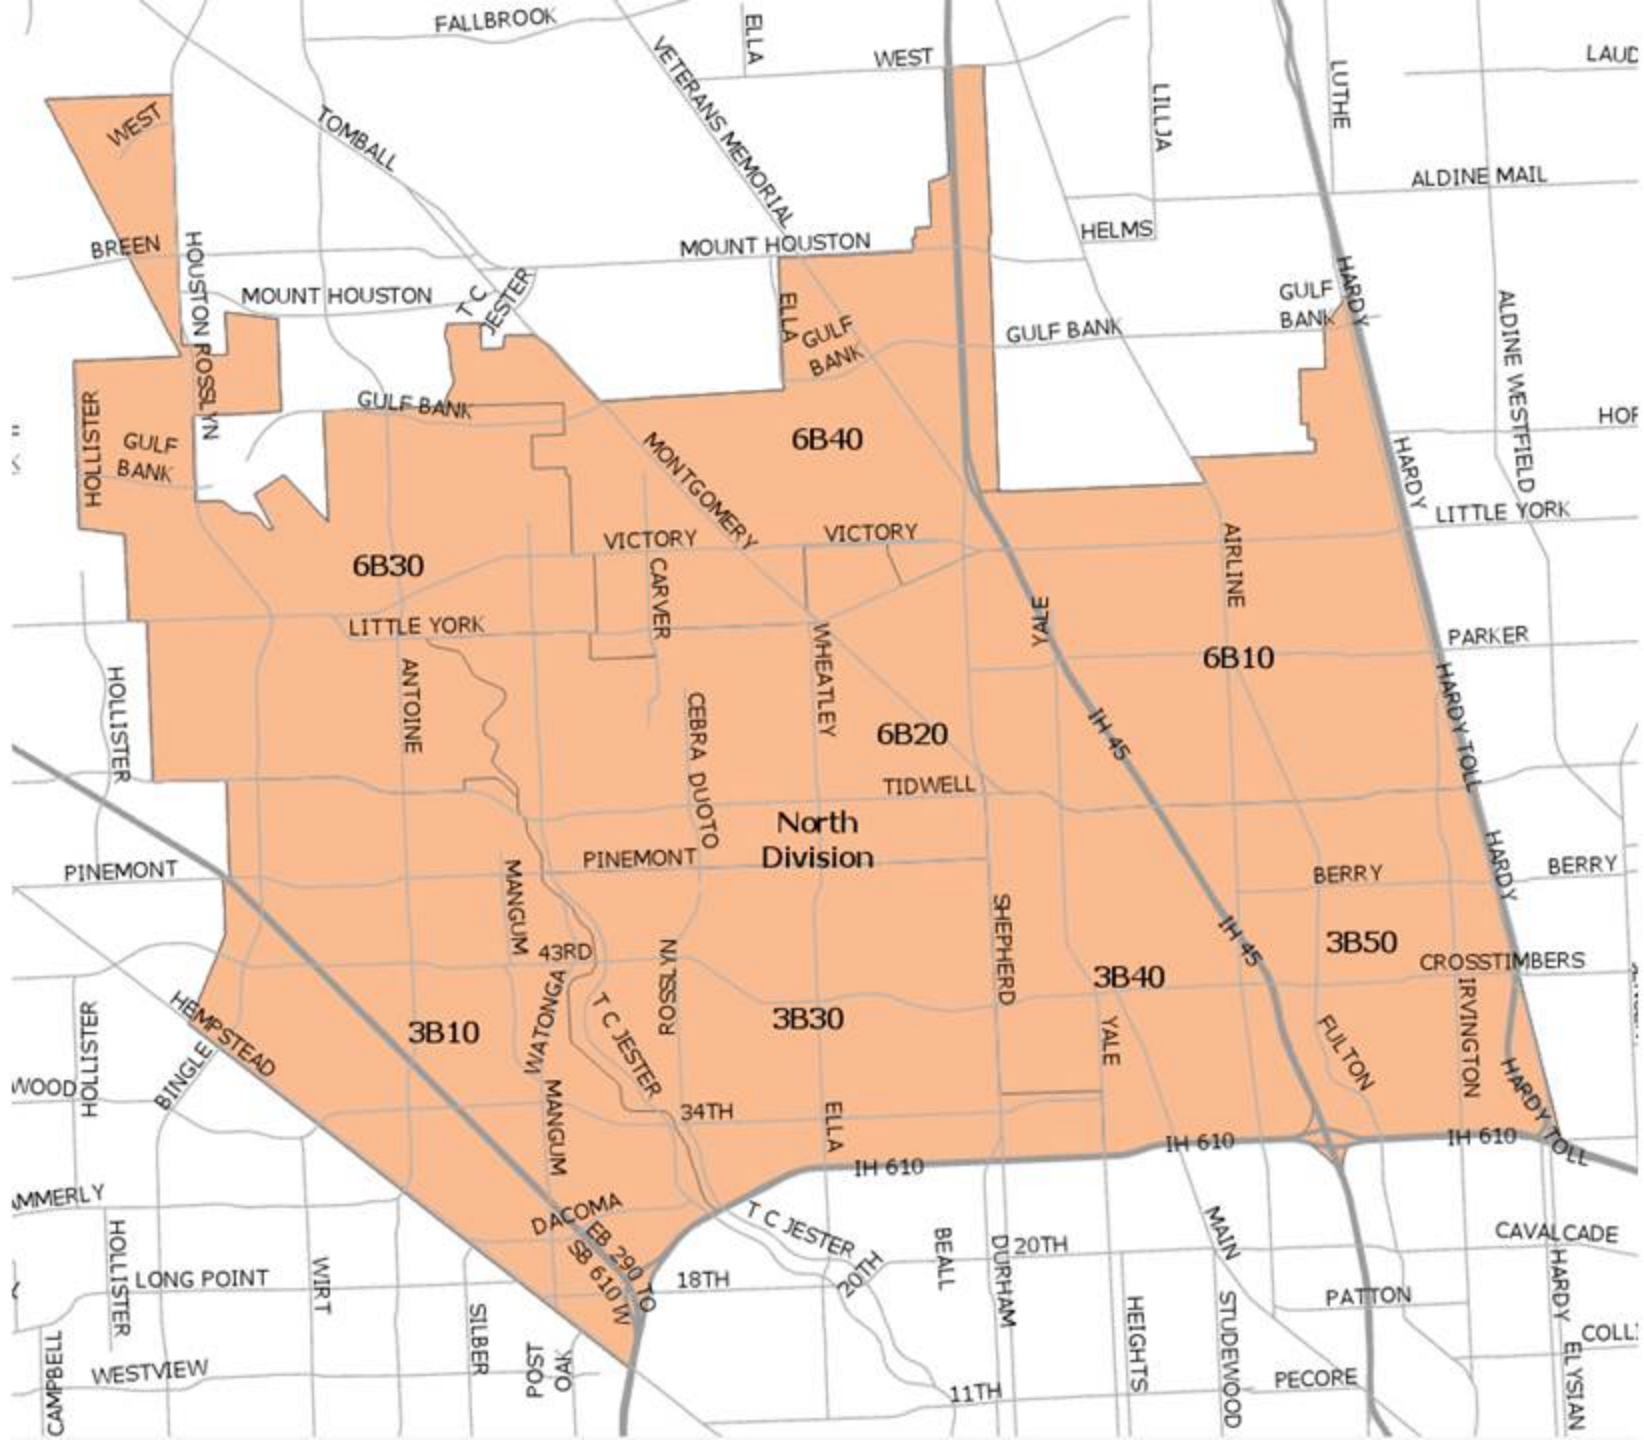 FALLBROOK
ELLA
WEST
LAUD
VETERANS MEMORIAL
LUTHE
LILLJA
WEST
TOMBALL
ALDINE MAIL
HELMS
BREEN
MOUNT HOUSTON
HOUSTON ROSSLYN
MOUNT HOUSTON
T C
JESTER
ELLA
GULF
BANK
GULF BANK
GULF
BANK
HARDY
ALDINE WESTFIELD
GULF BANK
HOLLISTER
GULF
BANK
6B40
MONTGOMERY
HARDY
LITTLE YORK
VICTORY
VICTORY
6B30
CARVER
AIRLINE
YALE
LITTLE YORK
WHEATLEY
PARKER
6B10
HOLLISTER
ANTOINE
CEBRA
DUOTO
6B20
IH 45
HARDY TOLL
TIDWELL
North
Division
PINEMONT
PINEMONT
BERRY
BERRY
HARDY
MANGUM
SHEPHERD
IH 45
3B50
43RD
ROSSLYN
CROSSTIMBERS
3B40
IRVINGTON
WATONGA
T C JESTER
3B30
HEMPSTEAD
3B10
HOLLISTER
YALE
FULTON
BINGLE
WOOD
MANGUM
34TH
ELLA
HARDY TOLL
IH 610
IH 610
IH 610
AMMERLY
DACOMA
EB 290 TO
SB 610 W
T C JESTER
20TH
MAIN
CAVALCADE
HOLLISTER
BEALL
DURHAM
20TH
HARDY
LONG POINT
WIRT
18TH
PATTON
SILBER
HEIGHTS
STUDEWOOD
CAMPBELL
POST
OAK
WESTVIEW
11TH
PECORE
ELYSIAN